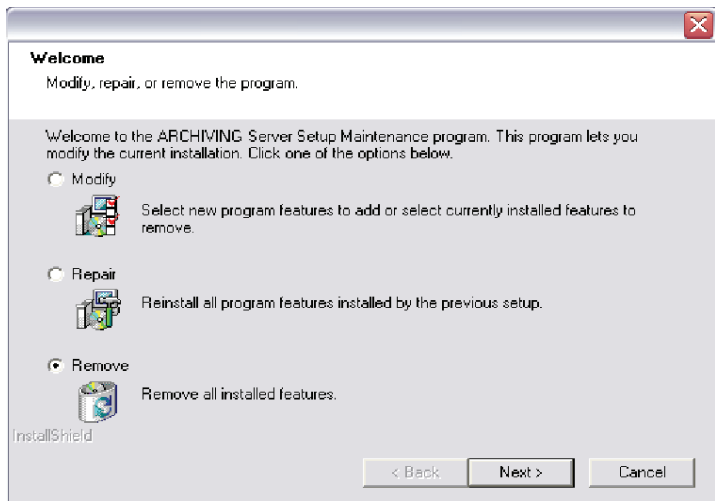 Welcome
Modify, repair, or remove the program.
Welcome to the ARCHIVING Server Setup Maintenance program. This program lets you
modify the current installation. Click one of the options below.
Modify
Select new program features to add or select currently installed features to
remove.
Repair
Reinstall all program features installed by the previous setup.
Remove
Remove all installed features.
InstallShield
< Back
Next >
Cancel